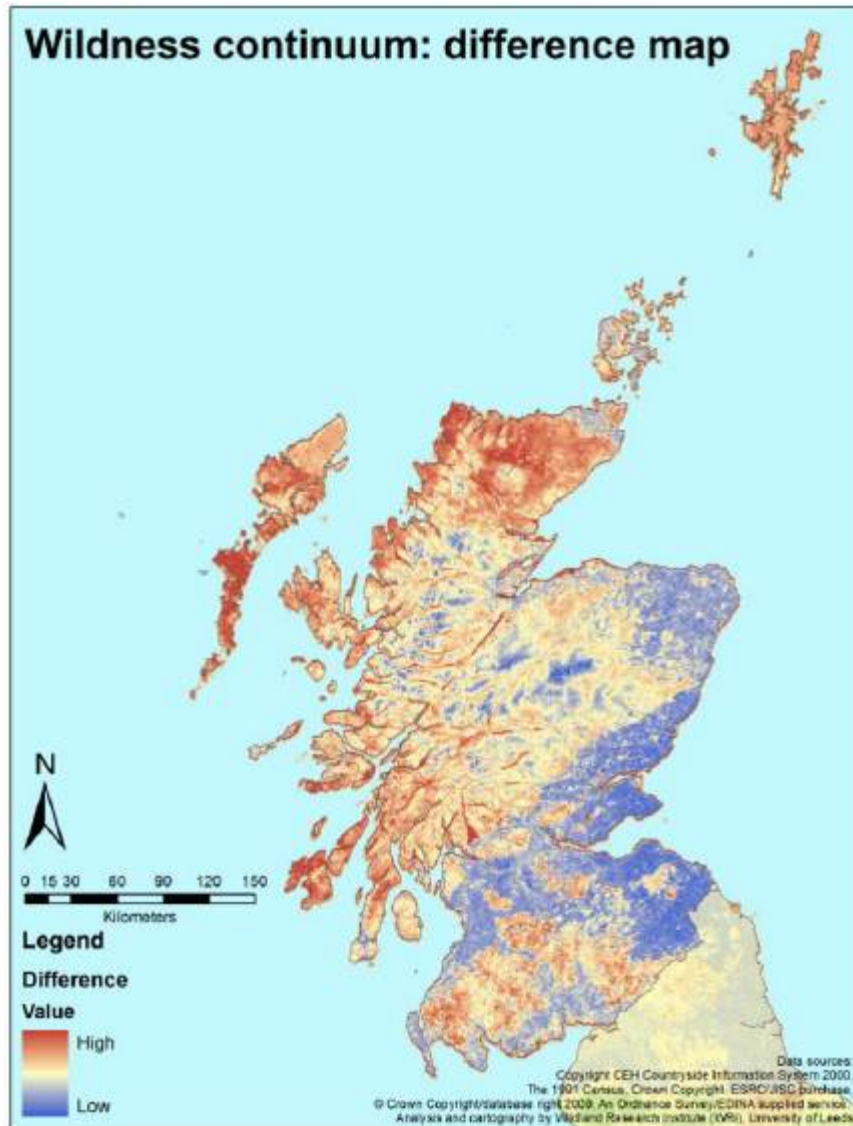 Wildness continuum: difference map
N
0 15 30 60 90 120 150
Kilometers
Legend
Difference
Value
High
Low
Data sources:
Copyright CEH Countryside Information System 2000
The 1991 Census, Crown Copyright. ESRC/JISC purchase.
© Crown Copyright/database right 2009. An Ordnance Survey/EDINA supplied service.
Analysis and cartography by Wildland Research Institute (WRi), University of Leeds